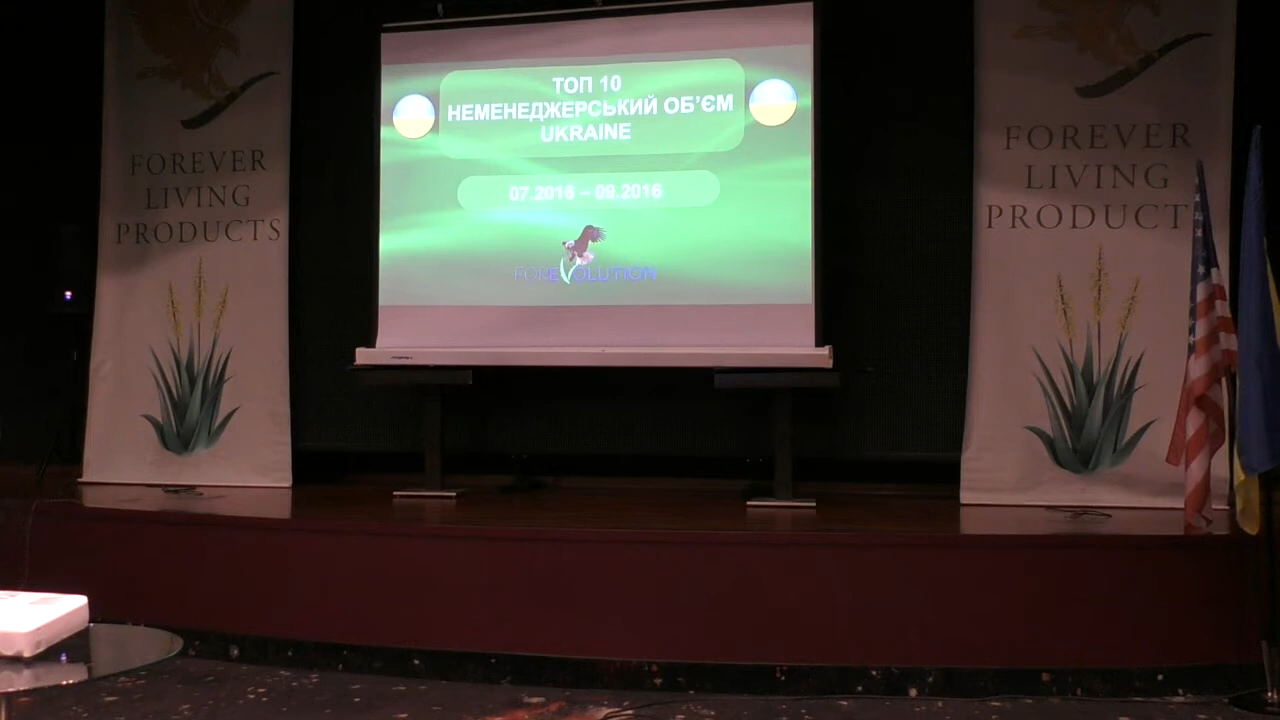 FOREVER
LIVING
PRODUCTS
ТОП 10
НЕМЕНЕДЖЕРСЬКИЙ ОБ'ЄМ
UKRAINE
07.2016 – 09.2016
FOREVOLUTION
FOREVER
LIVING
PRODUCT